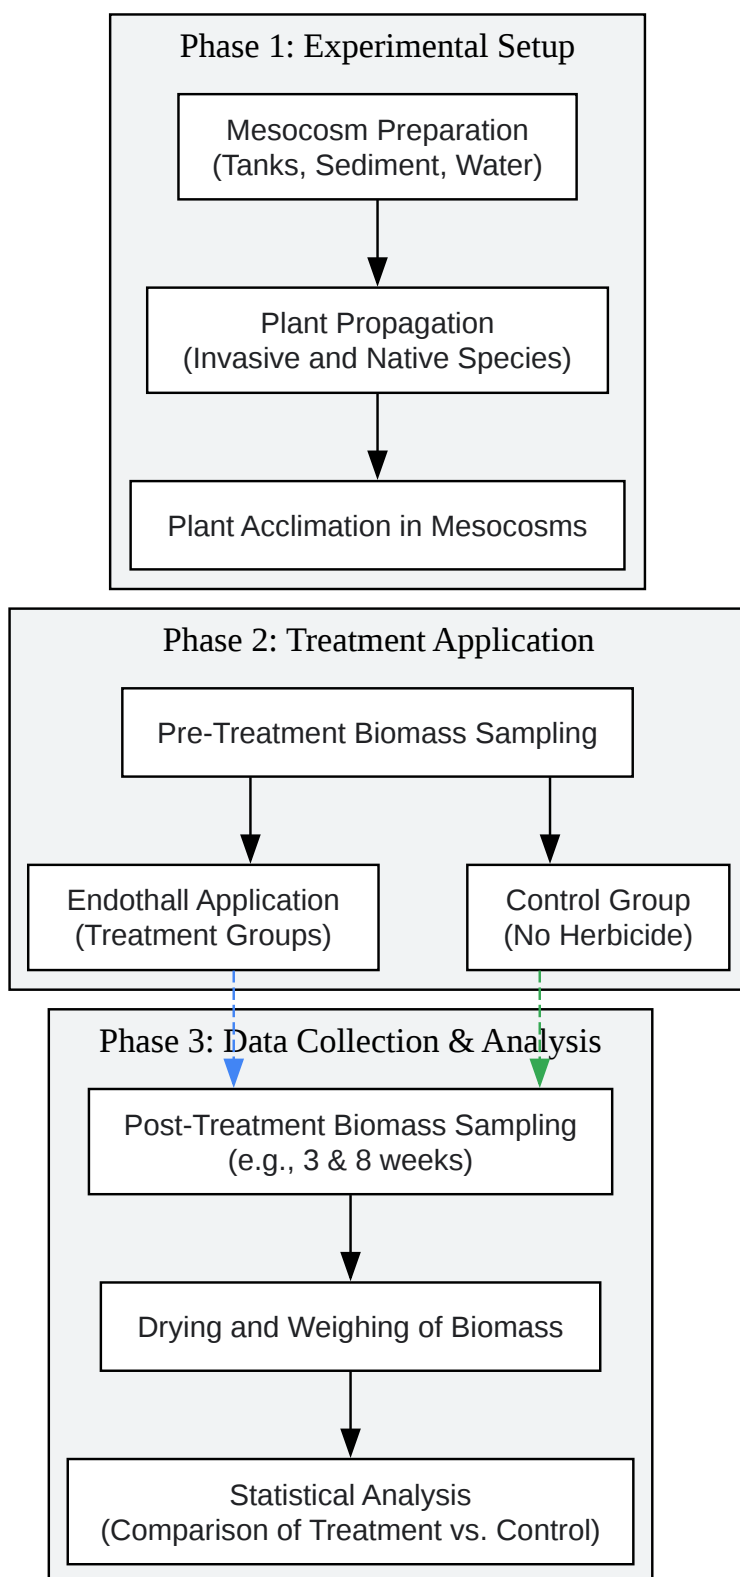 Phase 1: Experimental Setup
Mesocosm Preparation
(Tanks, Sediment, Water)
Plant Propagation
(Invasive and Native Species)
Plant Acclimation in Mesocosms
Phase 2: Treatment Application
Pre-Treatment Biomass Sampling
Endothall Application
(Treatment Groups)
Control Group
(No Herbicide)
Phase 3: Data Collection & Analysis
Post-Treatment Biomass Sampling
(e.g., 3 & 8 weeks)
Drying and Weighing of Biomass
Statistical Analysis
(Comparison of Treatment vs. Control)